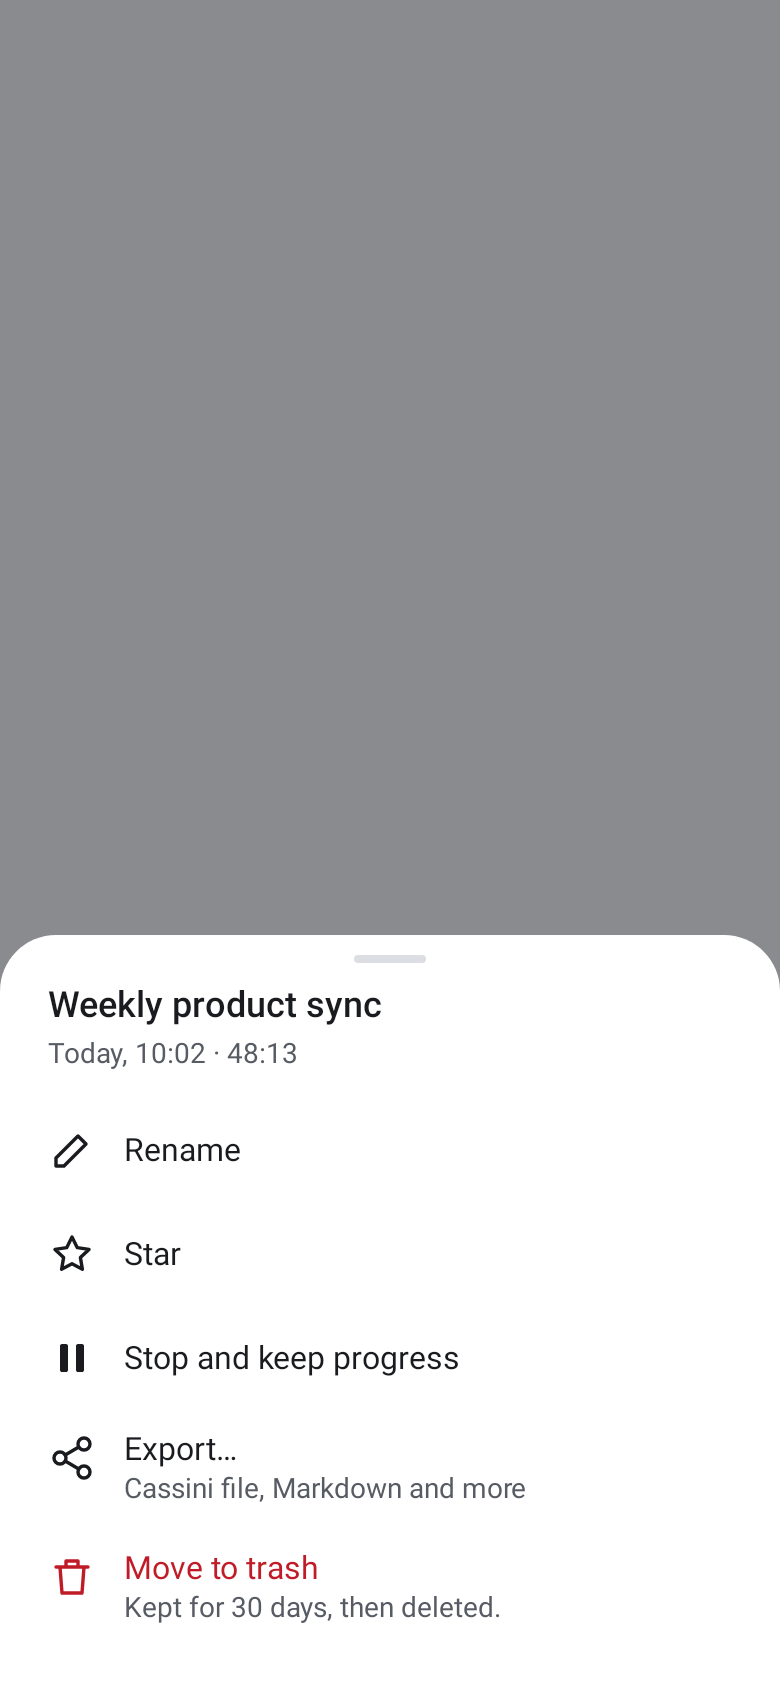 Weekly product sync
Today, 10:02 · 48:13
Rename
Star
Stop and keep progress
Export…
Cassini file, Markdown and more
Move to trash
Kept for 30 days, then deleted.